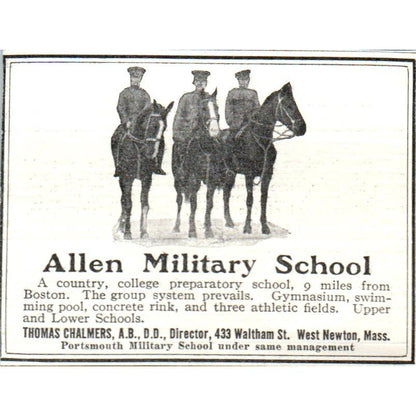 Allen Military School
A country, college preparatory school, 9 miles from
Boston. The group system prevails. Gymnasium, swim-
ming pool, concrete rink, and three athletic fields. Upper
and Lower Schools.
THOMAS CHALMERS, A.B., D.D., Director, 433 Waltham St. West Newton, Mass.
Portsmouth Military School under same management